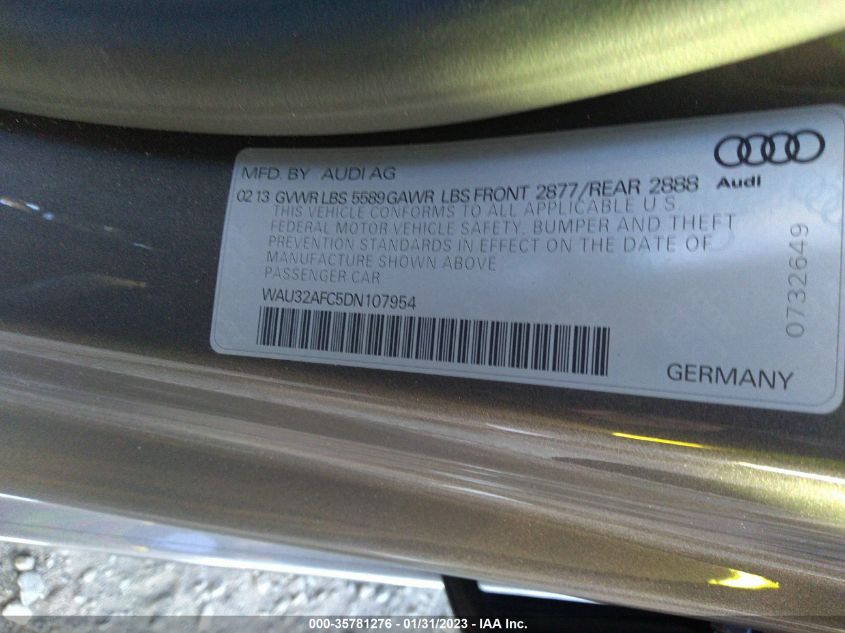 MFD. BY AUDI AG
Audi
02 13 GVWR LBS 5589 GAWR LBS FRONT 2877/REAR 2888
THIS VEHICLE CONFORMS TO ALL APPLICABLE U S
FEDERAL MOTOR VEHICLE SAFETY, BUMPER AND THEFT
PREVENTION STANDARDS IN EFFECT ON THE DATE OF
MANUFACTURE SHOWN ABOVE
PASSENGER CAR
WAU32AFC5DN107954
0732649
GERMANY
000-35781276 - 01/31/2023 - IAA Inc.